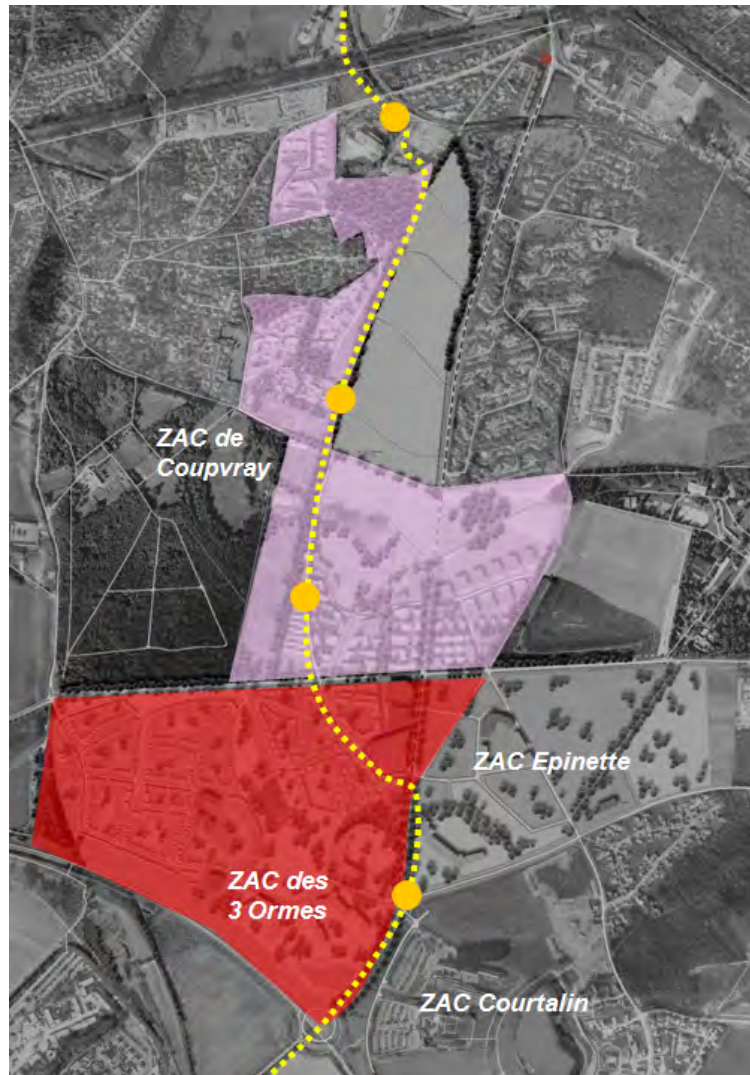 ZAC de
Coupvray
ZAC Epinette
ZAC des
3 Ormes
ZAC Courtalin